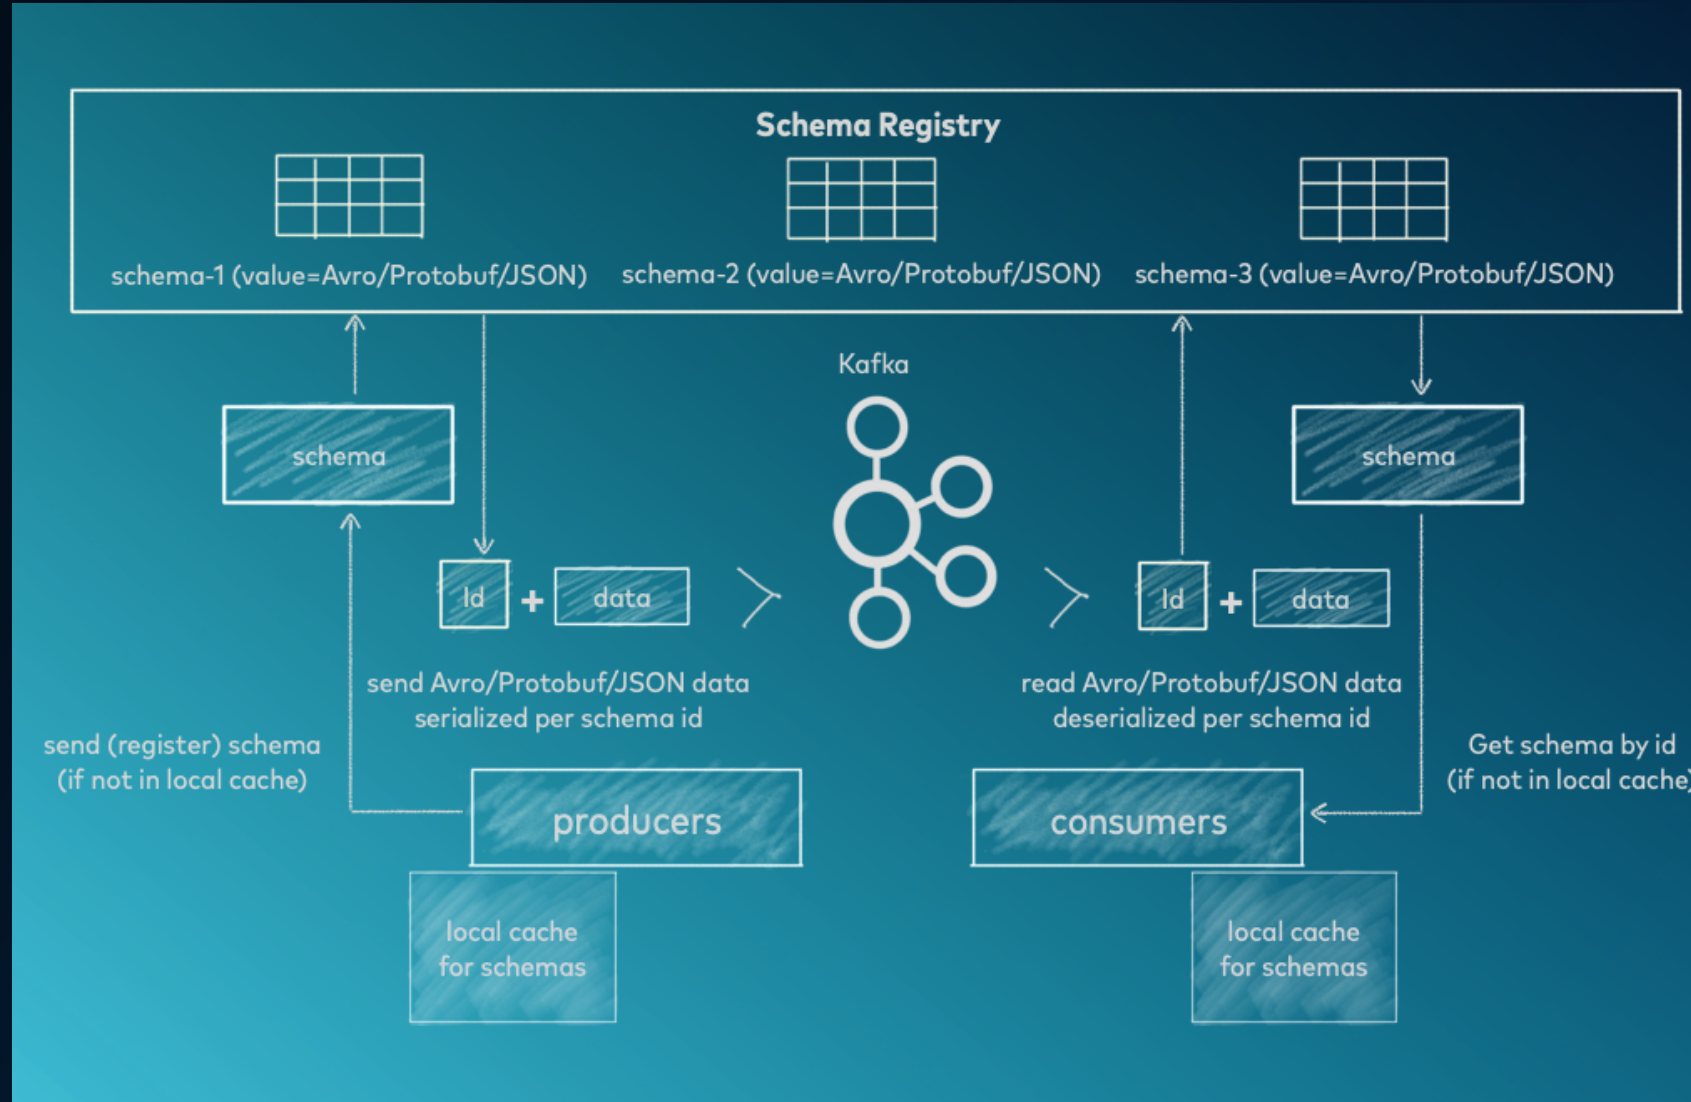 Schema Registry
schema-1 (value=Avro/Protobuf/JSON)
schema-2 (value=Avro/Protobuf/JSON)
schema-3 (value=Avro/Protobuf/JSON)
Kafka
schema
schema
Id
+
data
Id
+
data
send Avro/Protobuf/JSON data
serialized per schema id
read Avro/Protobuf/JSON data
deserialized per schema id
send (register) schema
(if not in local cache)
Get schema by id
(if not in local cache)
producers
consumers
local cache
for schemas
local cache
for schemas